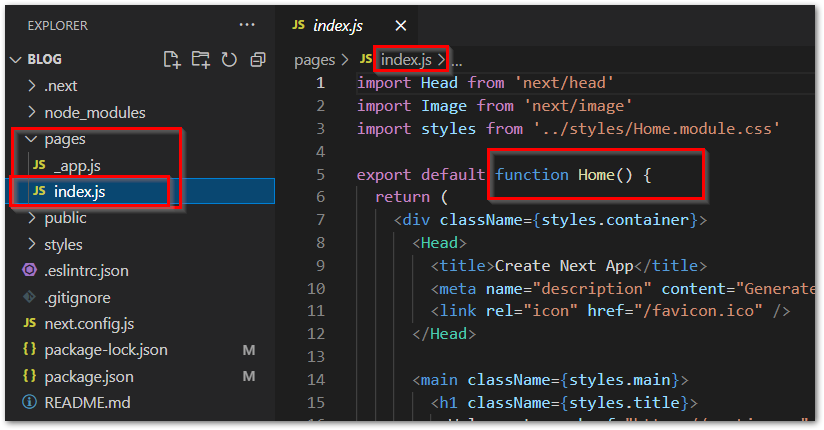 EXPLORER
BLOG
.next
node_modules
pages
JS _app.js
JS index.js
public
styles
.eslintrc.json
.gitignore
JS next.config.js
{} package-lock.json M
{} package.json M
README.md
JS index.js
pages > JS index.js > ...
1 import Head from 'next/head'
2 import Image from 'next/image'
3 import styles from '../styles/Home.module.css'
4
5 export default function Home() {
6 return (
7 <div className={styles.container}>
8 <Head>
9 <title>Create Next App</title>
10 <meta name="description" content="Generate
11 <link rel="icon" href="/favicon.ico" />
12 </Head>
13
14 <main className={styles.main}>
15 <h1 className={styles.title}>